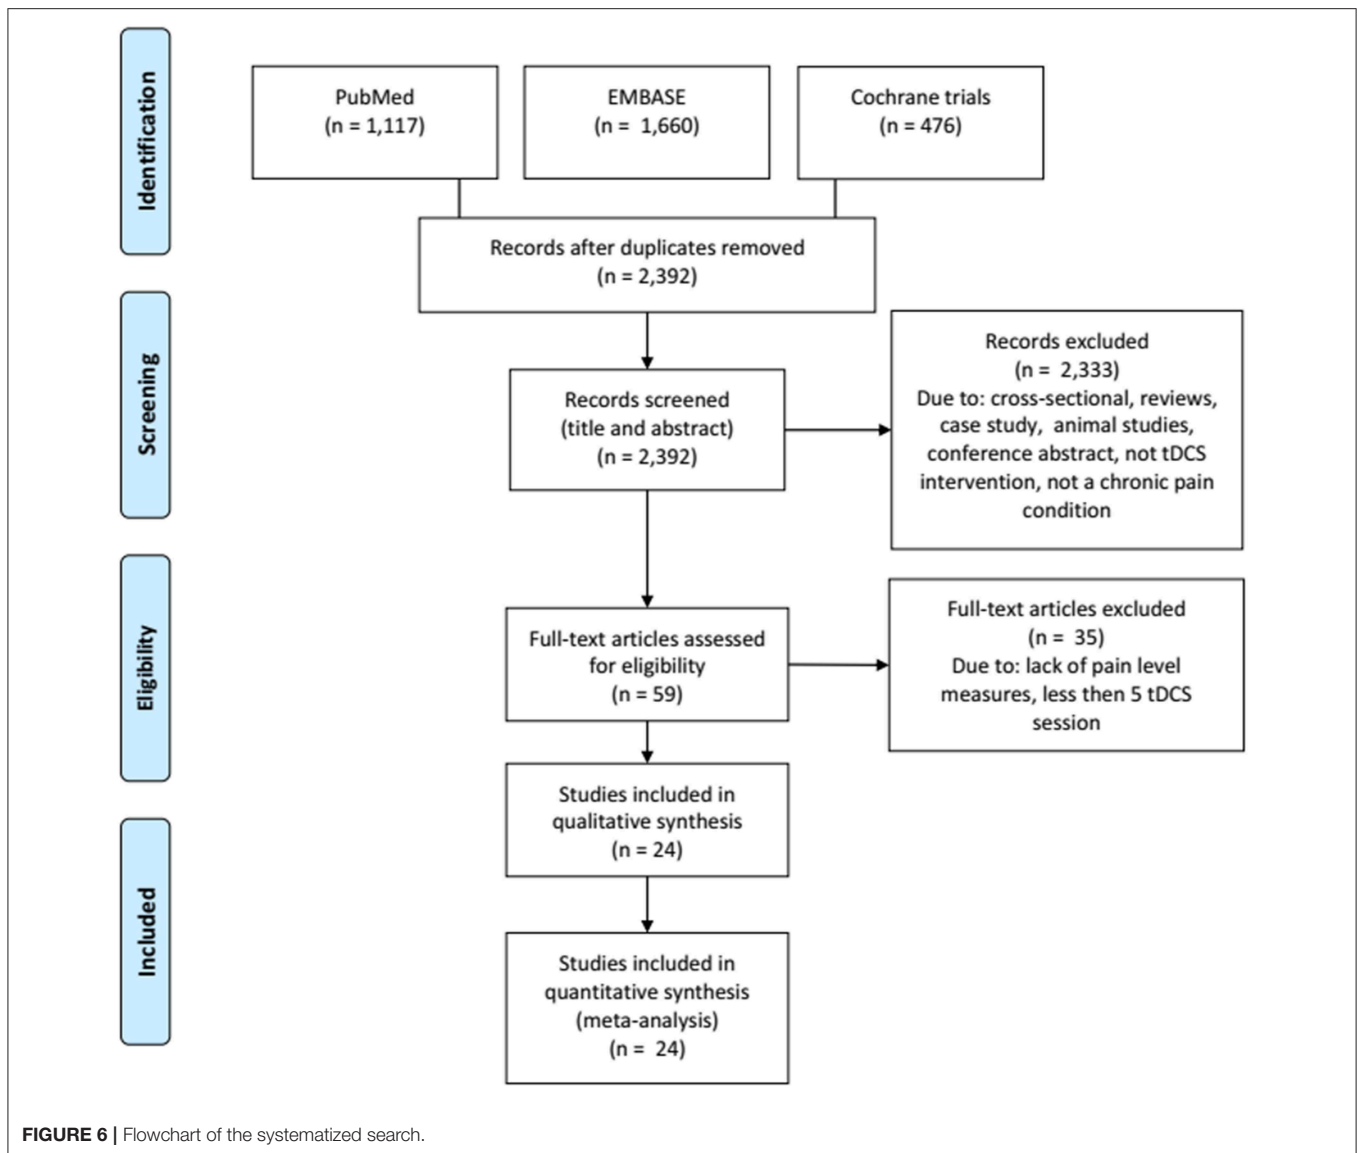 Identification
PubMed
(n = 1,117)
EMBASE
(n =  1,660)
Cochrane trials
(n = 476)
Records after duplicates removed
(n = 2,392)
Screening
Records screened
(title and abstract)
(n = 2,392)
Records excluded
(n =  2,333)
Due to: cross-sectional, reviews,
case study,  animal studies,
conference abstract, not tDCS
intervention, not a chronic pain
condition
Eligibility
Full-text articles assessed
for eligibility
(n = 59)
Full-text articles excluded
(n =  35)
Due to: lack of pain level
measures, less then 5 tDCS
session
Included
Studies included in
qualitative synthesis
(n = 24)
Studies included in
quantitative synthesis
(meta-analysis)
(n =  24)
FIGURE 6 | Flowchart of the systematized search.